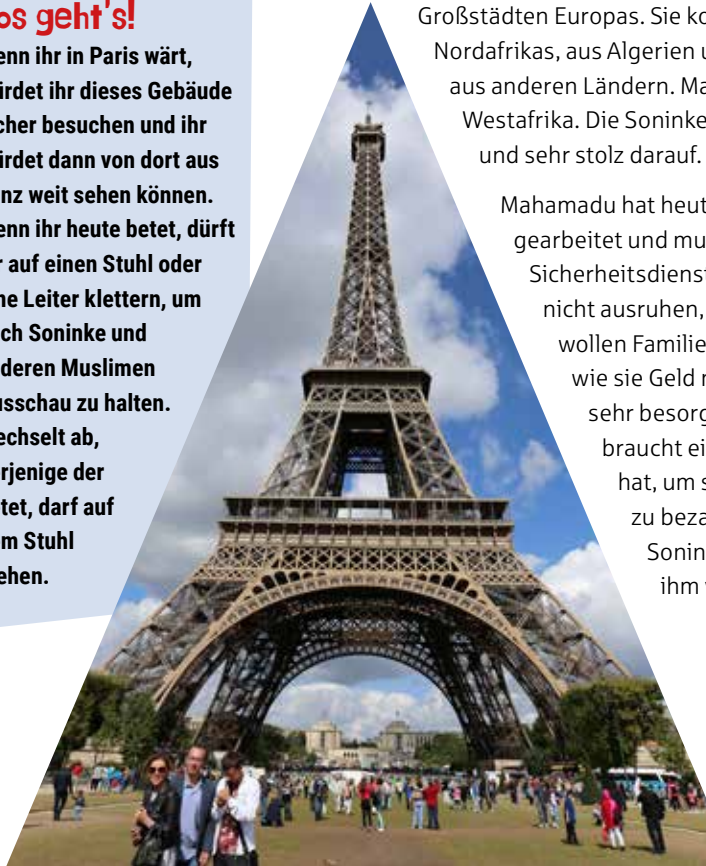 os geht's!
enn ihr in Paris wärt,
ürdet ihr dieses Gebäude
cher besuchen und ihr
ürdet dann von dort aus
nz weit sehen können.
enn ihr heute betet, dürft
r auf einen Stuhl oder
ne Leiter klettern, um
ch Soninke und
deren Muslimen
usschau zu halten.
echselt ab,
rjenige der
tet, darf auf
m Stuhl
ehen.
Großstädten Europas. Sie ko
Nordafrikas, aus Algerien u
aus anderen Ländern. Ma
Westafrika. Die Soninke
und sehr stolz darauf.
Mahamadu hat heut
gearbeitet und mu
Sicherheitsdienst
nicht ausruhen,
wollen Familie
wie sie Geld
sehr besorg
braucht ei
hat, um s
zu beza
Sonin
ihm